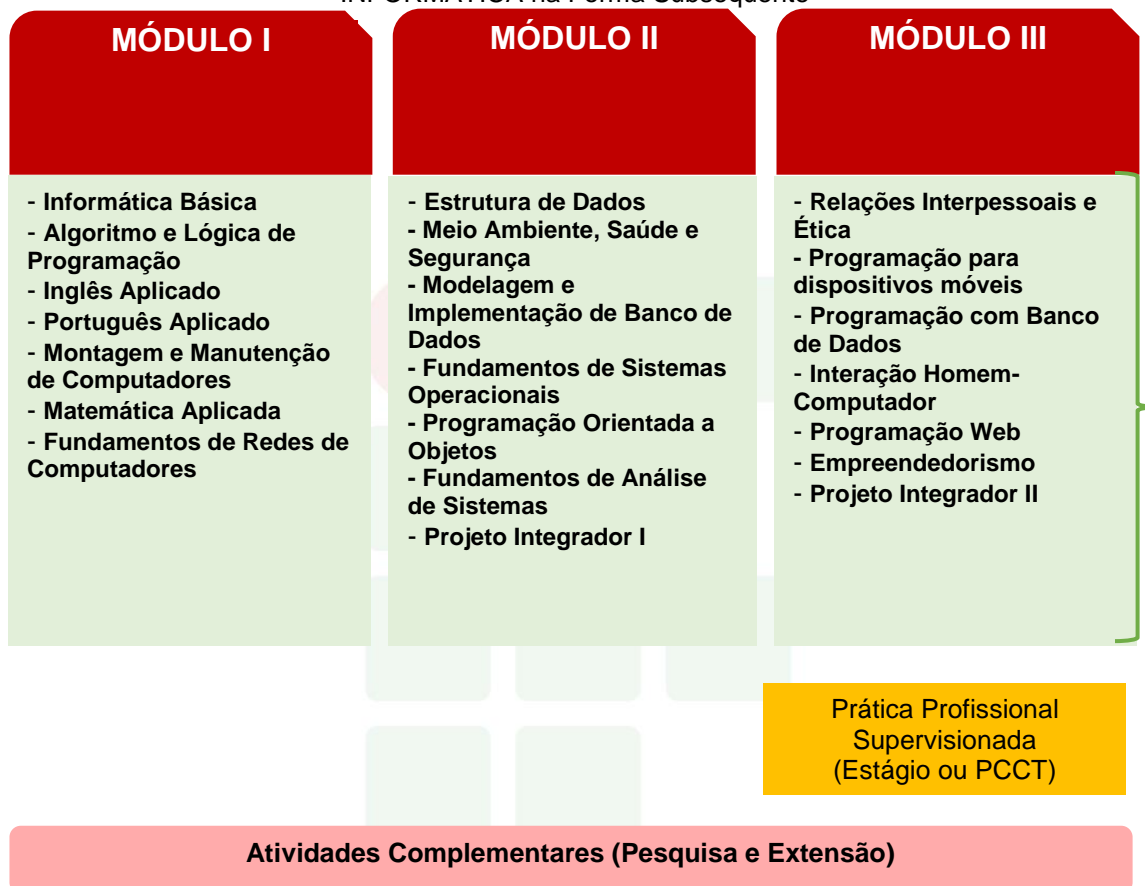 INFORMÁTICA na Forma Subsequente
MÓDULO I
- Informática Básica
- Algoritmo e Lógica de
Programação
- Inglês Aplicado
- Português Aplicado
- Montagem e Manutenção
de Computadores
- Matemática Aplicada
- Fundamentos de Redes de
Computadores
MÓDULO II
- Estrutura de Dados
- Meio Ambiente, Saúde e
Segurança
- Modelagem e
Implementação de Banco de
Dados
- Fundamentos de Sistemas
Operacionais
- Programação Orientada a
Objetos
- Fundamentos de Análise
de Sistemas
- Projeto Integrador I
MÓDULO III
- Relações Interpessoais e
Ética
- Programação para
dispositivos móveis
- Programação com Banco
de Dados
- Interação Homem-
Computador
- Programação Web
- Empreendedorismo
- Projeto Integrador II
Prática Profissional
Supervisionada
(Estágio ou PCCT)
Atividades Complementares (Pesquisa e Extensão)